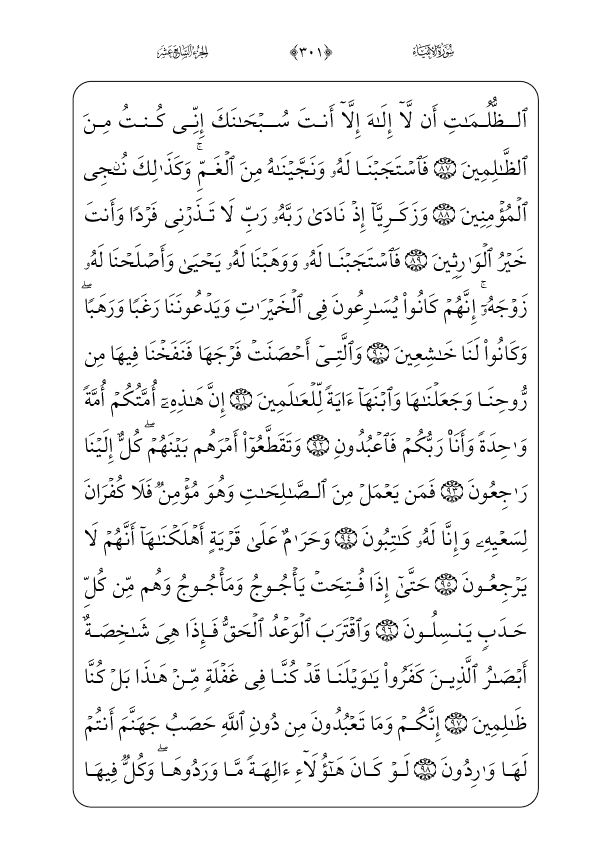 سُورَةُ الأَنبِيَاء ﴿٣٠١﴾ الجُزءُ السَّابِعَ عَشَر
ٱلظُّلُمَٰتِ أَن لَّآ إِلَٰهَ إِلَّآ أَنتَ سُبْحَٰنَكَ إِنِّى كُنتُ مِنَ
ٱلظَّٰلِمِينَ ٨٧ فَٱسْتَجَبْنَا لَهُۥ وَنَجَّيْنَٰهُ مِنَ ٱلْغَمِّۚ وَكَذَٰلِكَ نُۨجِى
ٱلْمُؤْمِنِينَ ٨٨ وَزَكَرِيَّآ إِذْ نَادَىٰ رَبَّهُۥ رَبِّ لَا تَذَرْنِى فَرْدًا وَأَنتَ
خَيْرُ ٱلْوَٰرِثِينَ ٨٩ فَٱسْتَجَبْنَا لَهُۥ وَوَهَبْنَا لَهُۥ يَحْيَىٰ وَأَصْلَحْنَا لَهُۥ
زَوْجَهُۥٓۚ إِنَّهُمْ كَانُوا۟ يُسَٰرِعُونَ فِى ٱلْخَيْرَٰتِ وَيَدْعُونَنَا رَغَبًا وَرَهَبًاۖ
وَكَانُوا۟ لَنَا خَٰشِعِينَ ٩٠ وَٱلَّتِىٓ أَحْصَنَتْ فَرْجَهَا فَنَفَخْنَا فِيهَا مِن
رُّوحِنَا وَجَعَلْنَٰهَا وَٱبْنَهَآ ءَايَةً لِّلْعَٰلَمِينَ ٩١ إِنَّ هَٰذِهِۦٓ أُمَّتُكُمْ أُمَّةً
وَٰحِدَةً وَأَنَا۠ رَبُّكُمْ فَٱعْبُدُونِ ٩٢ وَتَقَطَّعُوٓا۟ أَمْرَهُم بَيْنَهُمْۖ كُلٌّ إِلَيْنَا
رَٰجِعُونَ ٩٣ فَمَن يَعْمَلْ مِنَ ٱلصَّٰلِحَٰتِ وَهُوَ مُؤْمِنٌ فَلَا كُفْرَانَ
لِسَعْيِهِۦ وَإِنَّا لَهُۥ كَٰتِبُونَ ٩٤ وَحَرَٰمٌ عَلَىٰ قَرْيَةٍ أَهْلَكْنَٰهَآ أَنَّهُمْ لَا
يَرْجِعُونَ ٩٥ حَتَّىٰٓ إِذَا فُتِحَتْ يَأْجُوجُ وَمَأْجُوجُ وَهُم مِّن كُلِّ
حَدَبٍ يَنسِلُونَ ٩٦ وَٱقْتَرَبَ ٱلْوَعْدُ ٱلْحَقُّ فَإِذَا هِىَ شَٰخِصَةٌ
أَبْصَٰرُ ٱلَّذِينَ كَفَرُوا۟ يَٰوَيْلَنَا قَدْ كُنَّا فِى غَفْلَةٍ مِّنْ هَٰذَا بَلْ كُنَّا
ظَٰلِمِينَ ٩٧ إِنَّكُمْ وَمَا تَعْبُدُونَ مِن دُونِ ٱللَّهِ حَصَبُ جَهَنَّمَ أَنتُمْ
لَهَا وَٰرِدُونَ ٩٨ لَوْ كَانَ هَٰٓؤُلَآءِ ءَالِهَةً مَّا وَرَدُوهَاۖ وَكُلٌّ فِيهَا